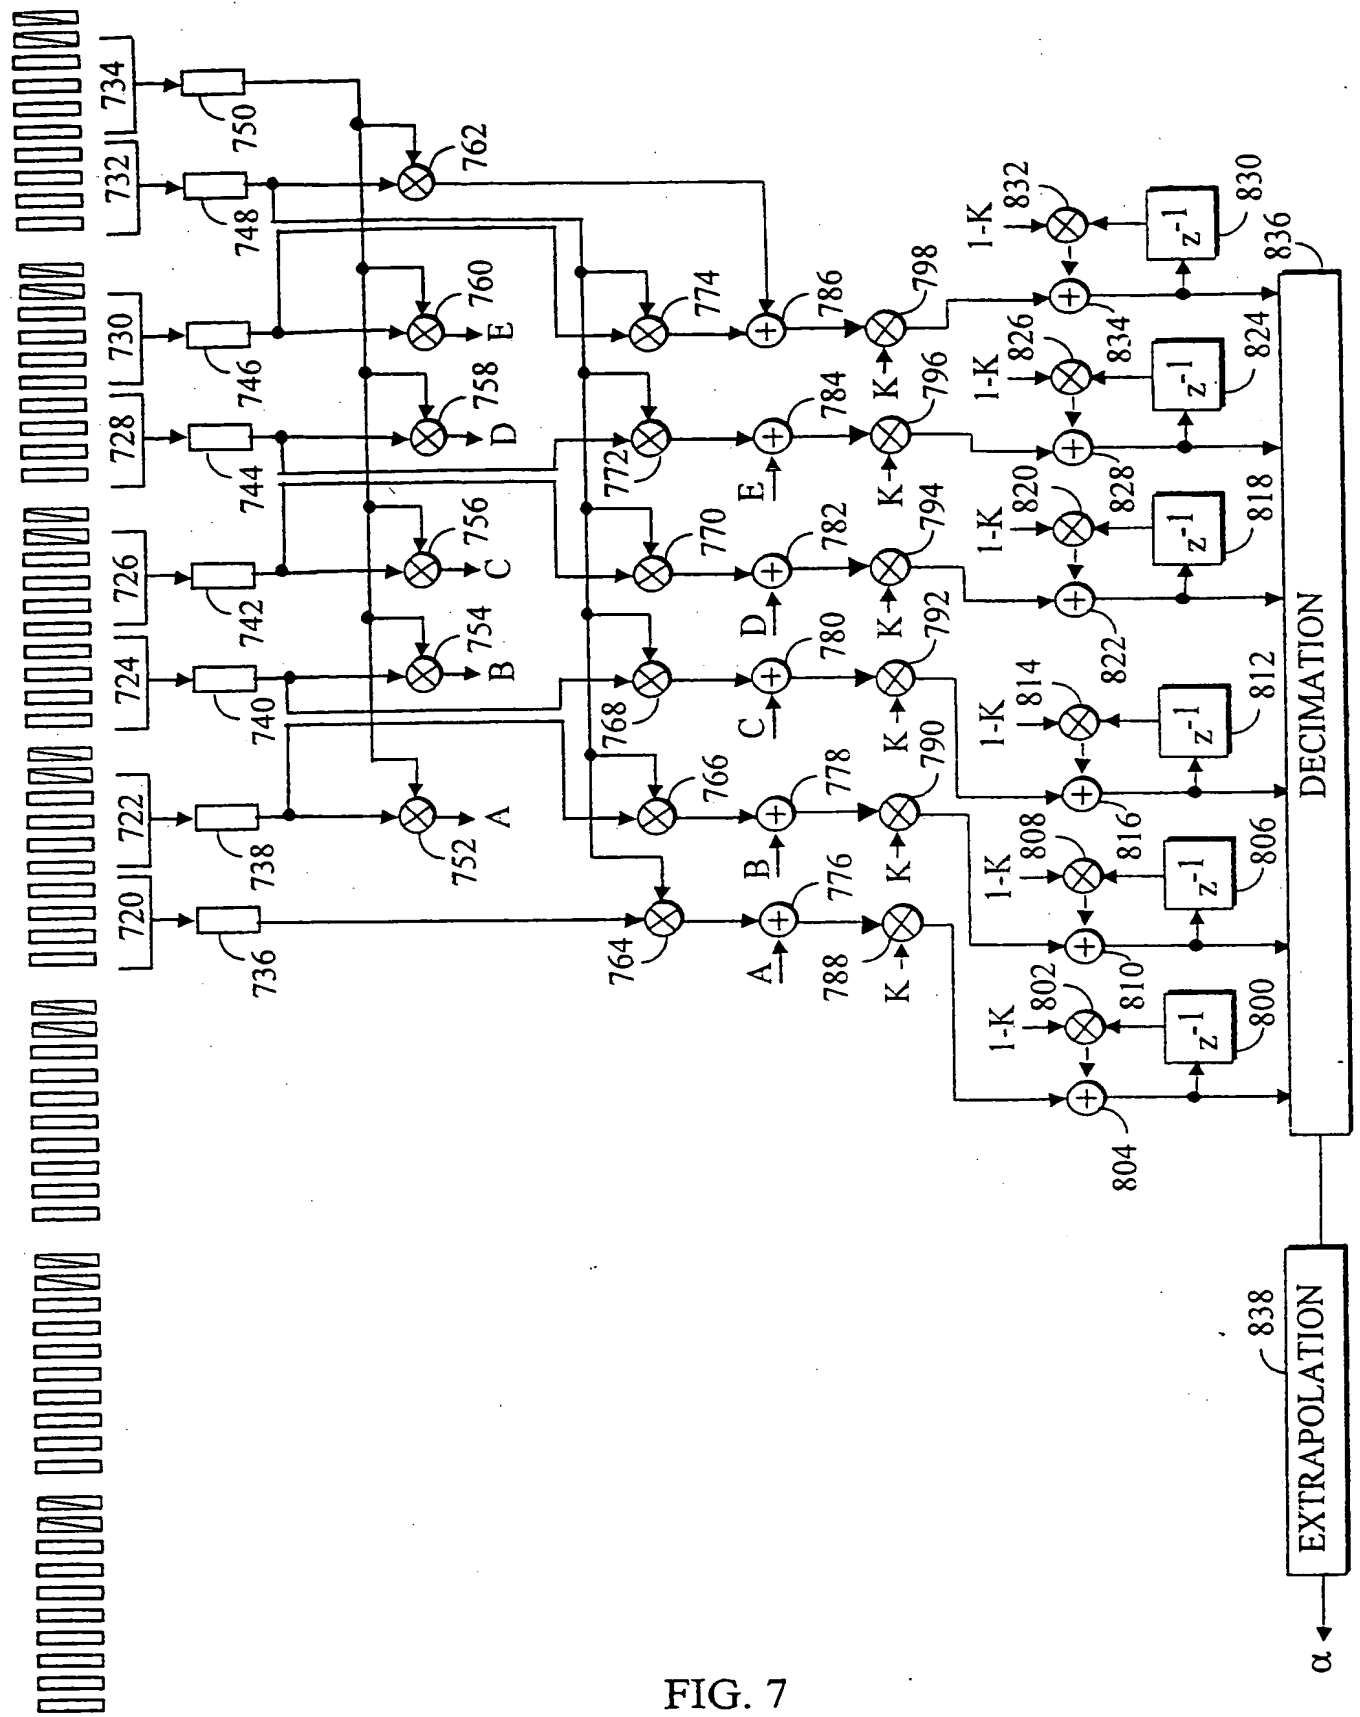 734
732
730
728
726
724
722
720
750
748
746
744
742
740
738
736
762
760
758
756
754
752
E
D
C
B
A
774
772
770
768
766
764
786
784
782
780
778
776
E
D
C
B
A
798
796
794
792
790
788
K
K
K
K
K
K
1-K
832
1-K
826
1-K
820
1-K
814
1-K
808
1-K
802
834
828
822
816
810
804
z-1
830
z-1
824
z-1
818
z-1
812
z-1
806
z-1
800
836
DECIMATION
838
EXTRAPOLATION
α
FIG. 7